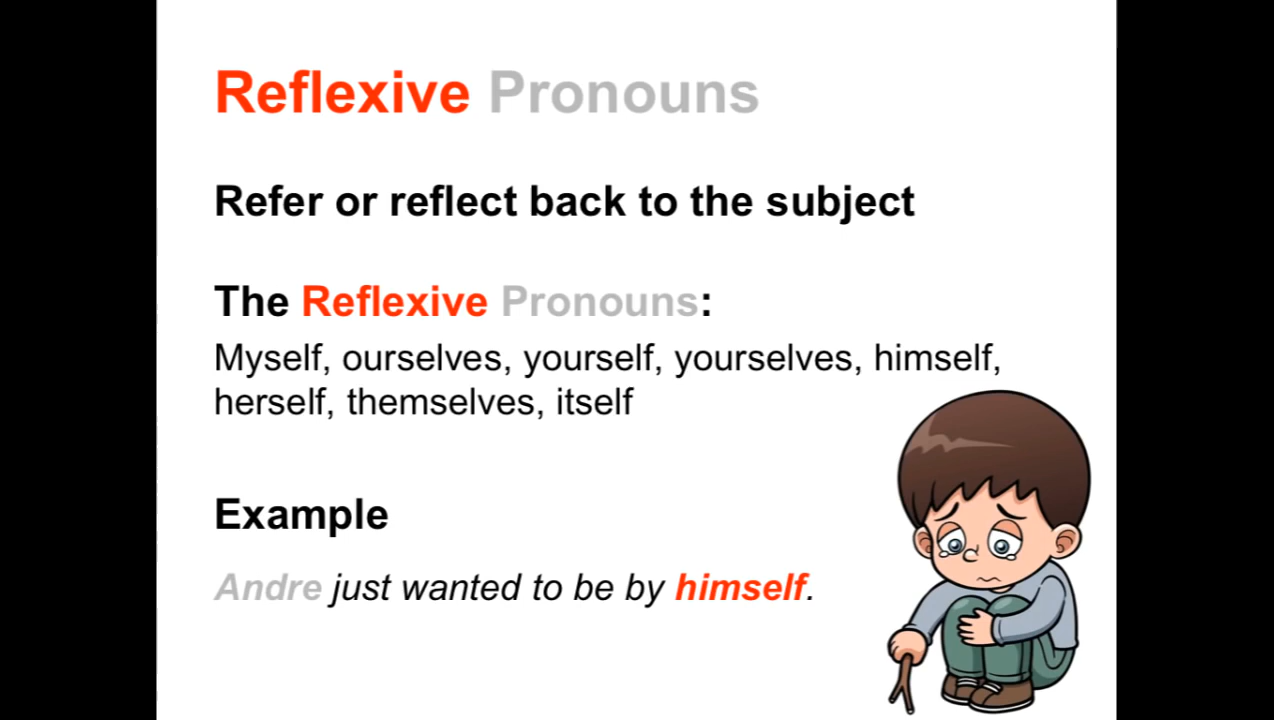 Reflexive Pronouns
Refer or reflect back to the subject
The Reflexive Pronouns:
Myself, ourselves, yourself, yourselves, himself,
herself, themselves, itself
Example
Andre just wanted to be by himself.